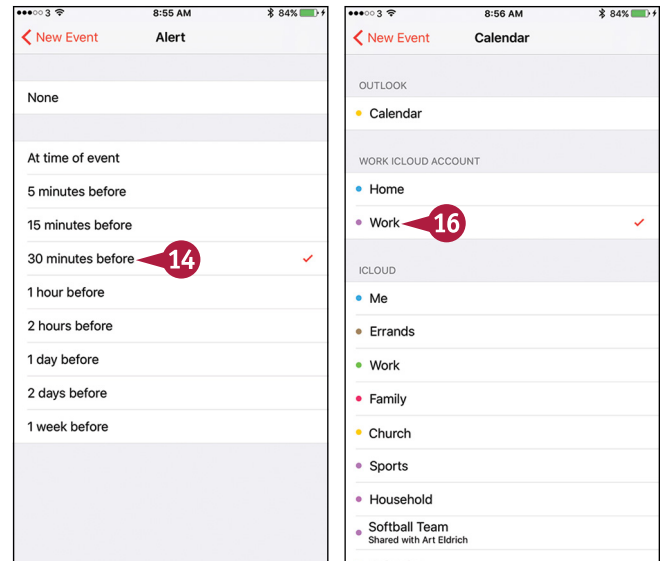 3 8:55 AM 84%
New Event Alert
None
At time of event
5 minutes before
15 minutes before
30 minutes before 14
1 hour before
2 hours before
1 day before
2 days before
1 week before
3 8:56 AM 84%
New Event Calendar
OUTLOOK
Calendar
WORK ICLOUD ACCOUNT
Home
Work 16
ICLOUD
Me
Errands
Work
Family
Church
Sports
Household
Softball Team
Shared with Art Eldrich